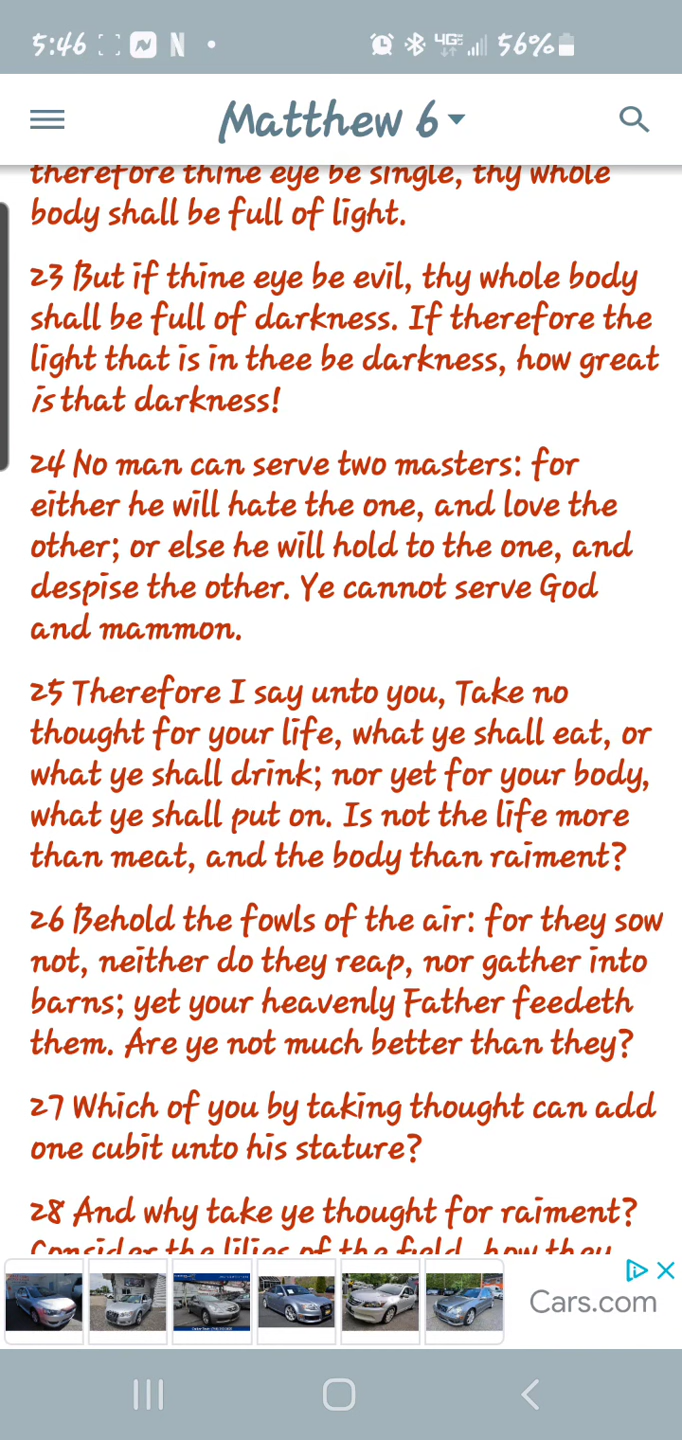 5:46 N 4GE 56%
Matthew 6
therefore thine eye be single, thy whole
body shall be full of light.
23 But if thine eye be evil, thy whole body
shall be full of darkness. If therefore the
light that is in thee be darkness, how great
is that darkness!
24 No man can serve two masters: for
either he will hate the one, and love the
other; or else he will hold to the one, and
despise the other. Ye cannot serve God
and mammon.
25 Therefore I say unto you, Take no
thought for your life, what ye shall eat, or
what ye shall drink; nor yet for your body,
what ye shall put on. Is not the life more
than meat, and the body than raiment?
26 Behold the fowls of the air: for they sow
not, neither do they reap, nor gather into
barns; yet your heavenly Father feedeth
them. Are ye not much better than they?
27 Which of you by taking thought can add
one cubit unto his stature?
28 And why take ye thought for raiment?
Consider the lilies of the field, how they
Cars.com